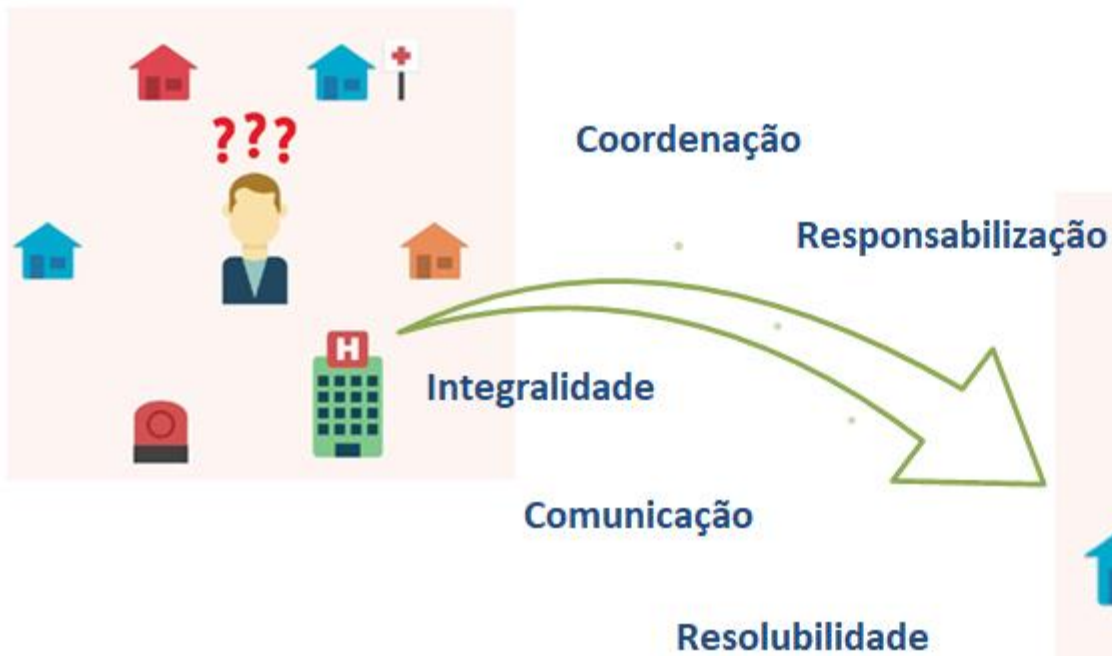 ???
Coordenação
Responsabilização
H
Integralidade
Comunicação
Resolubilidade